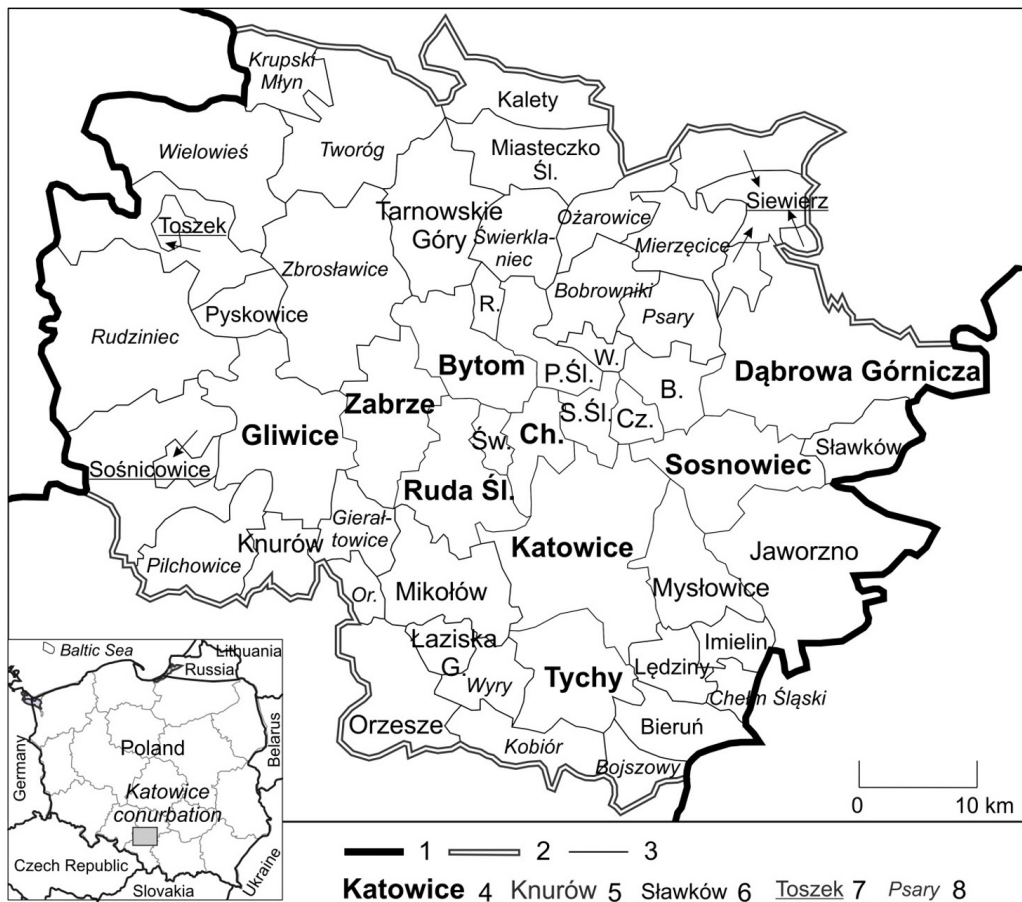 Krupski
Młyn
Kalety
Wielowieś
Tworóg
Miasteczko
Śl.
Siewierz
Toszek
Tarnowskie
Góry
Świerkla-
niec
Ożarowice
Mierzęcice
Zbrosławice
Bobrowniki
R.
Psary
Pyskowice
Rudziniec
Bytom
W.
P.Śl.
B.
Dąbrowa Górnicza
Zabrze
S.Śl.
Cz.
Gliwice
Św.
Ch.
Sławków
Sośnicowice
Sosnowiec
Ruda Śl.
Gierał-
towice
Knurów
Katowice
Jaworzno
Pilchowice
Or.
Mikołów
Mysłowice
Łaziska
G.
Imielin
Wyry
Tychy
Lędziny
Chełm Śląski
Orzesze
Bieruń
Kobiór
Bojszowy
0 10 km
Baltic Sea
Lithuania
Russia
Germany
Poland
Belarus
Katowice
conurbation
Czech Republic
Ukraine
Slovakia
1 2 3
Katowice 4 Knurów 5 Sławków 6 Toszek 7 Psary 8